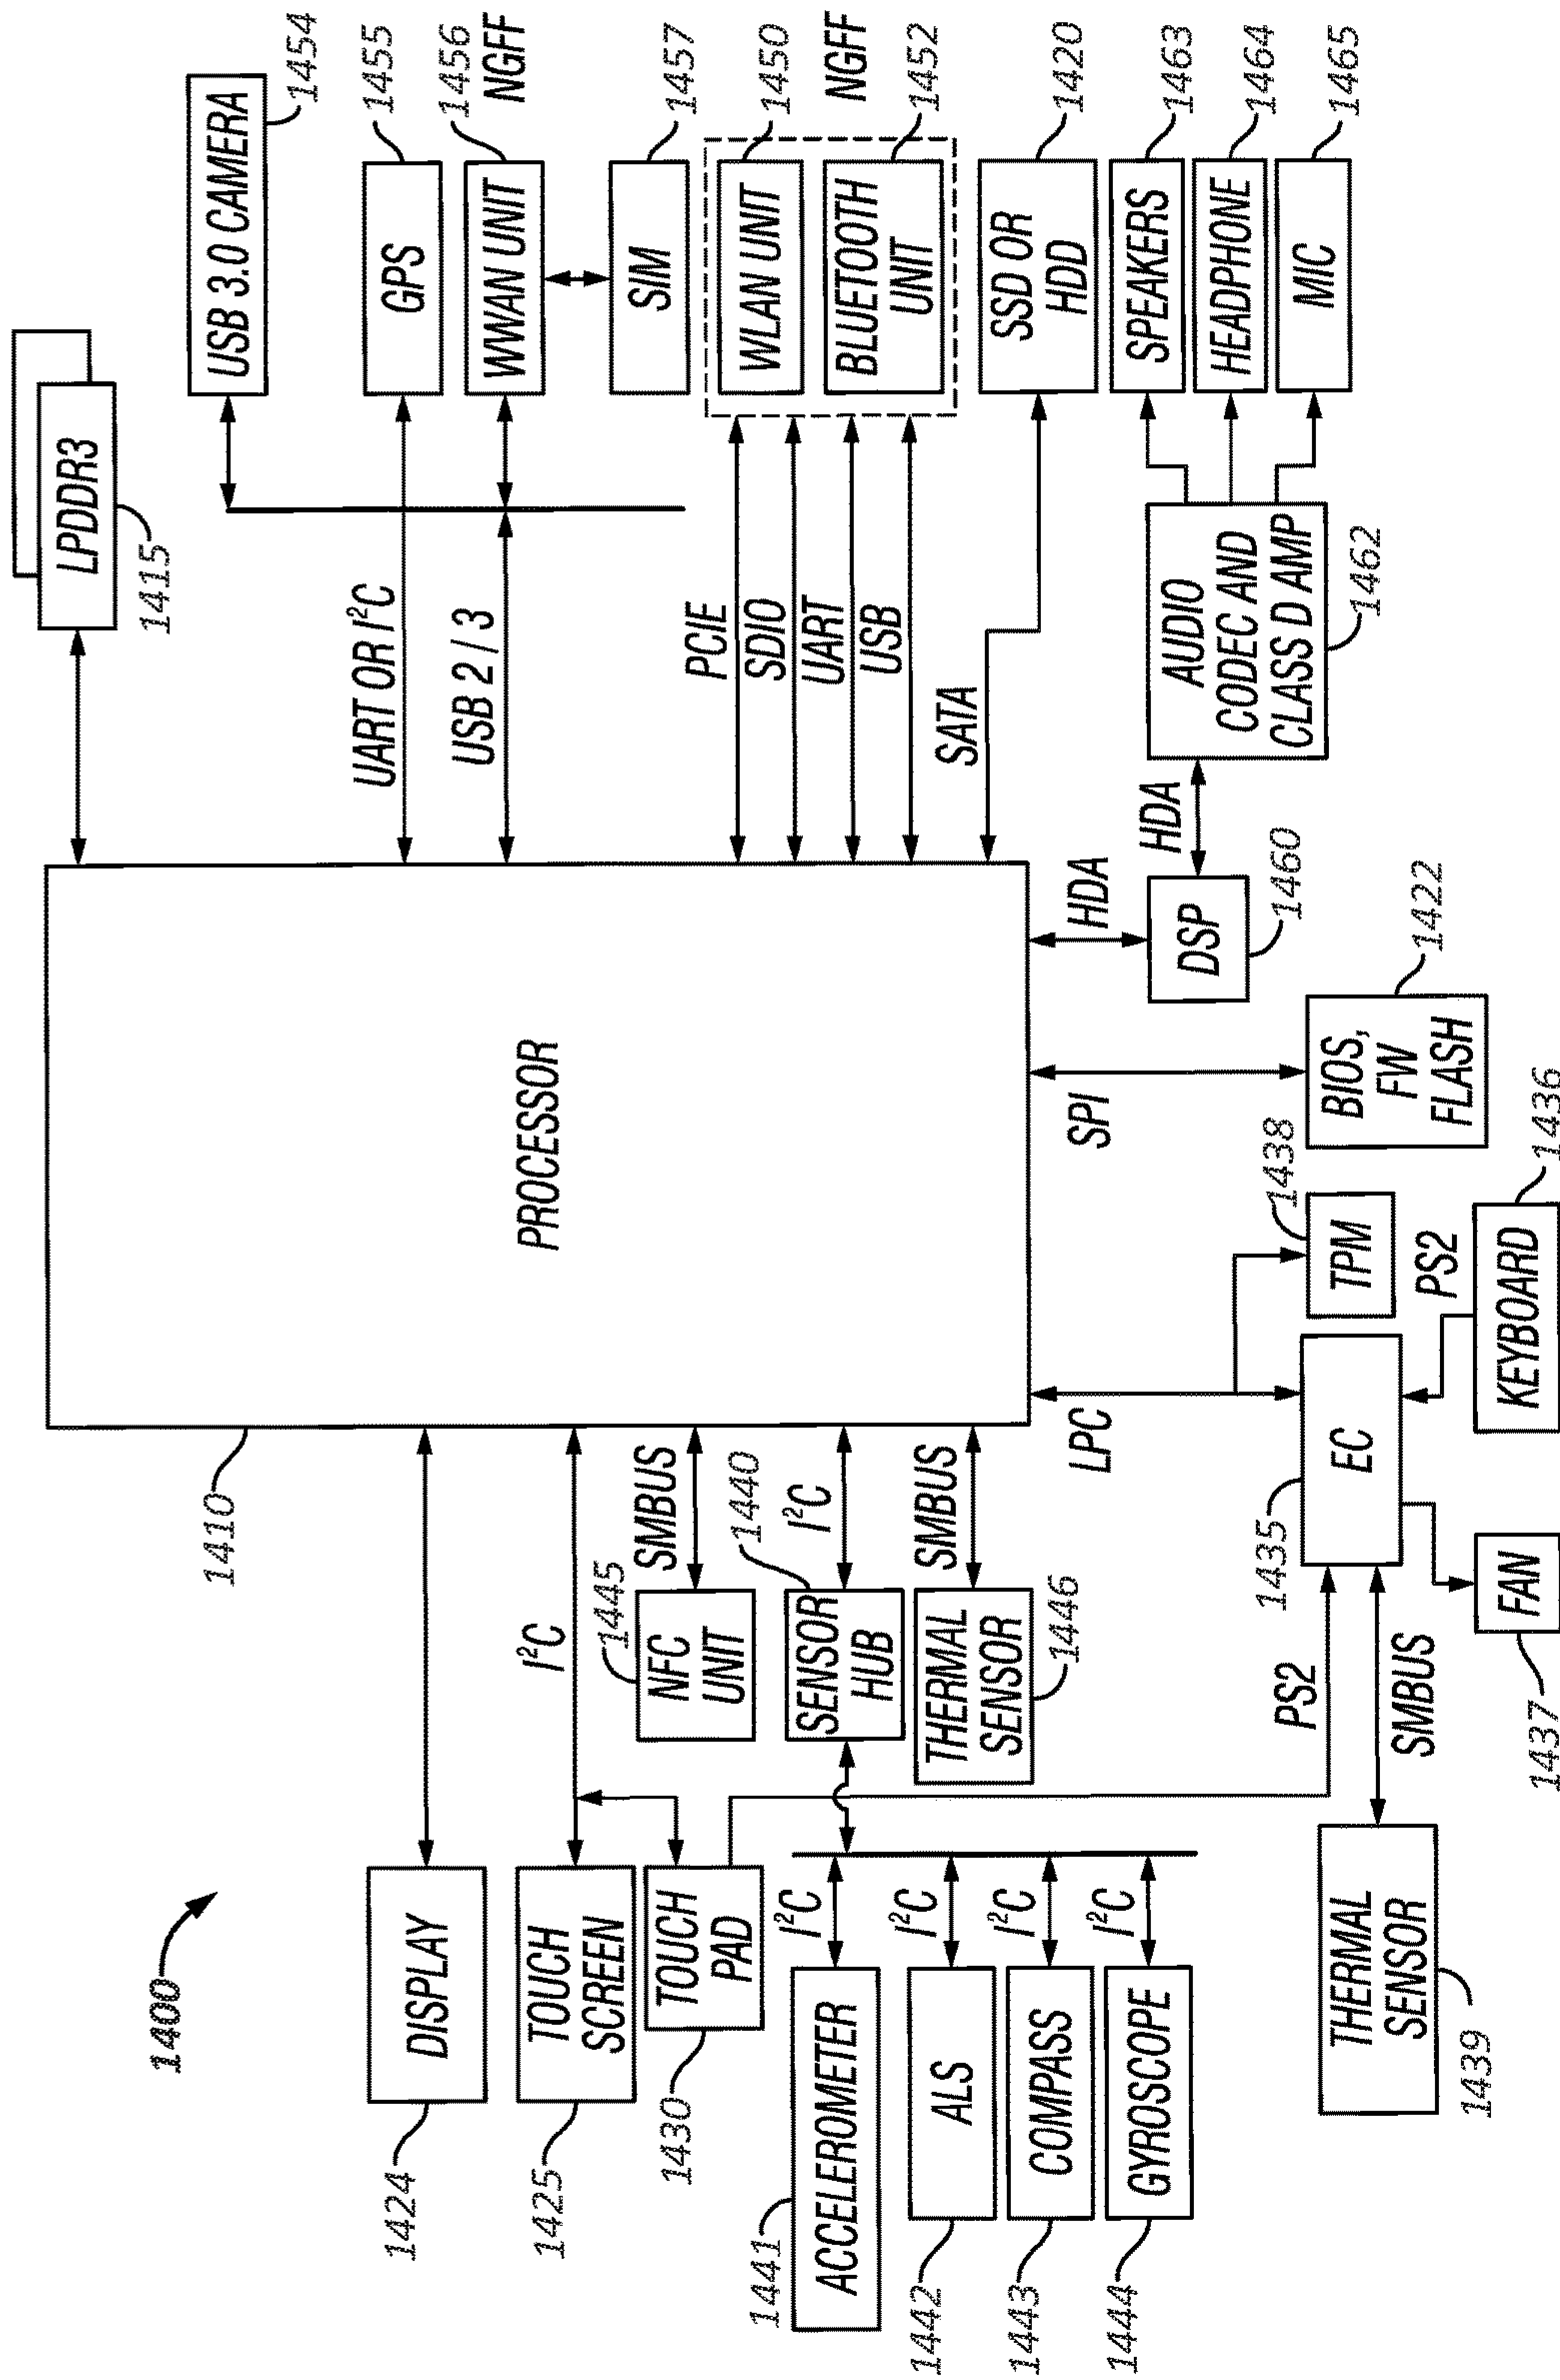 1400
1410
PROCESSOR
LPDDR3
1415
DISPLAY
1424
TOUCH
SCREEN
1425
I²C
TOUCH
PAD
1430
NFC
UNIT
1445
SMBUS
SENSOR
HUB
1440
I²C
THERMAL
SENSOR
1446
SMBUS
ACCELEROMETER
1441
I²C
ALS
1442
I²C
COMPASS
1443
I²C
GYROSCOPE
1444
I²C
THERMAL
SENSOR
1439
SMBUS
PS2
EC
1435
LPC
FAN
1437
KEYBOARD
1436
PS2
TPM
1438
SPI
BIOS,
FW
FLASH
1422
HDA
DSP
1460
HDA
AUDIO
CODEC AND
CLASS D AMP
1462
USB 3.0 CAMERA
1454
UART OR I²C
GPS
1455
USB 2 / 3
WWAN UNIT
1456
NGFF
SIM
1457
PCIE
SDIO
UART
USB
WLAN UNIT
1450
BLUETOOTH
UNIT
NGFF
1452
SATA
SSD OR
HDD
1420
SPEAKERS
1463
HEADPHONE
1464
MIC
1465